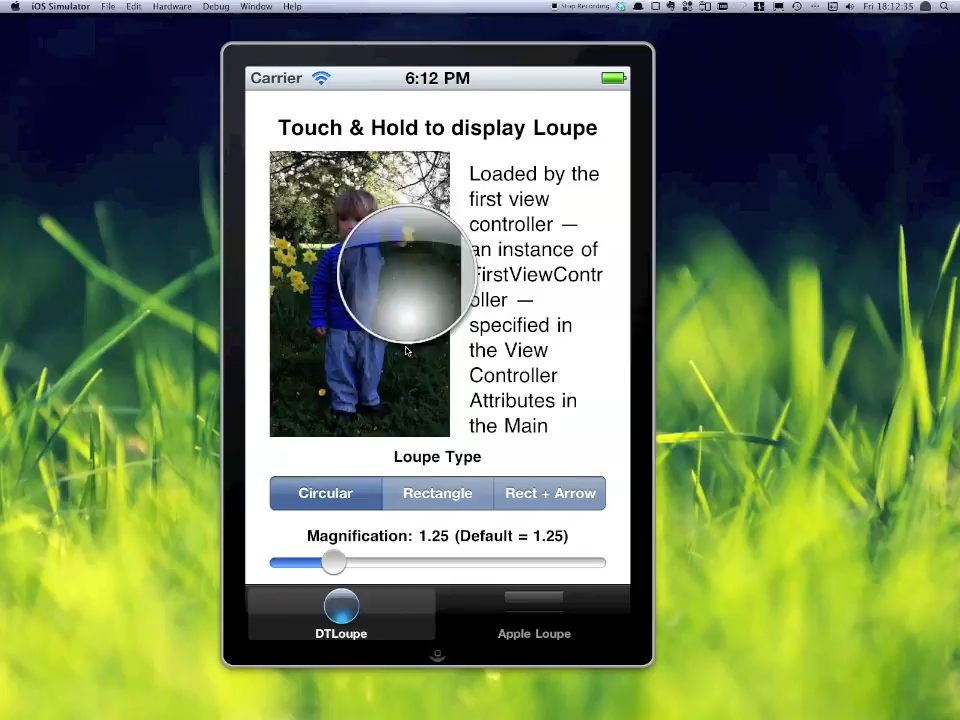 iOS Simulator File Edit Hardware Debug Window Help Stop Recording Fri 18:12:35
Carrier 6:12 PM
Touch & Hold to display Loupe
Loaded by the
first view
controller —
an instance of
FirstViewContr
oller —
specified in
the View
Controller
Attributes in
the Main
Loupe Type
Circular Rectangle Rect + Arrow
Magnification: 1.25 (Default = 1.25)
DTLoupe Apple Loupe